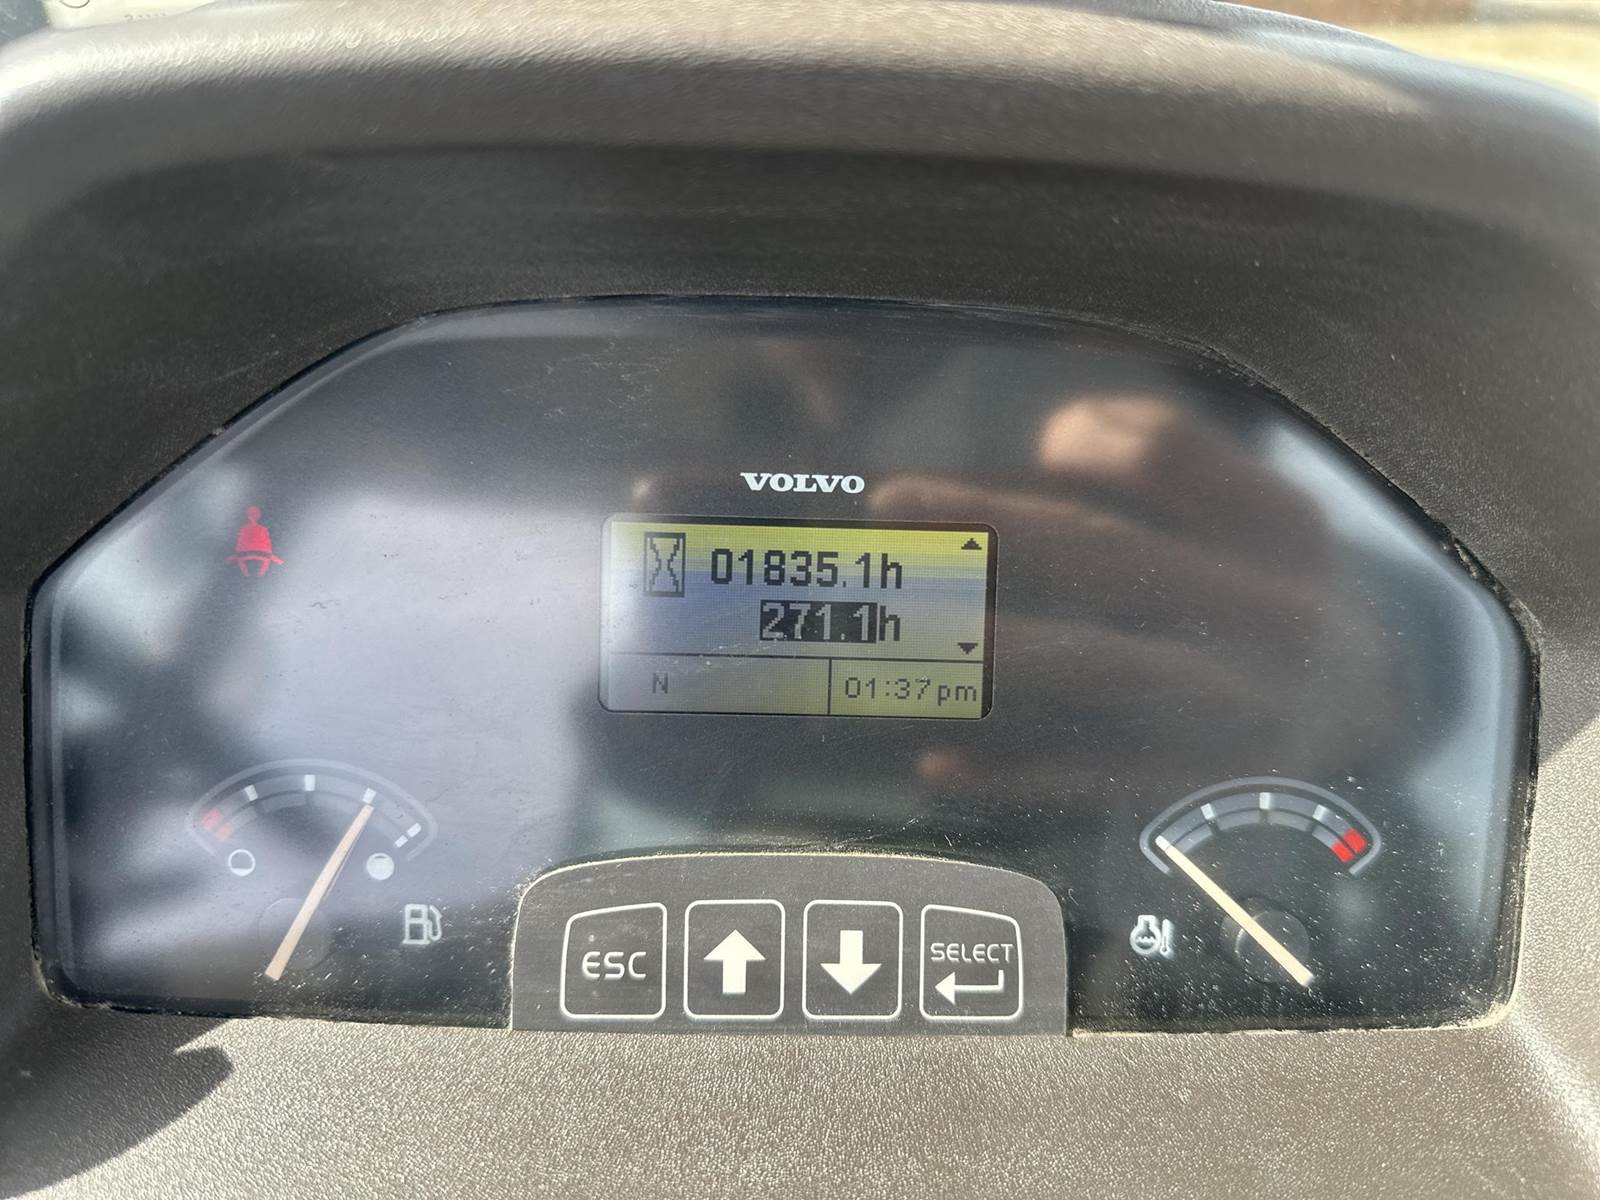 VOLVO
01835.1h
271.1h
N 01:37pm
ESC SELECT